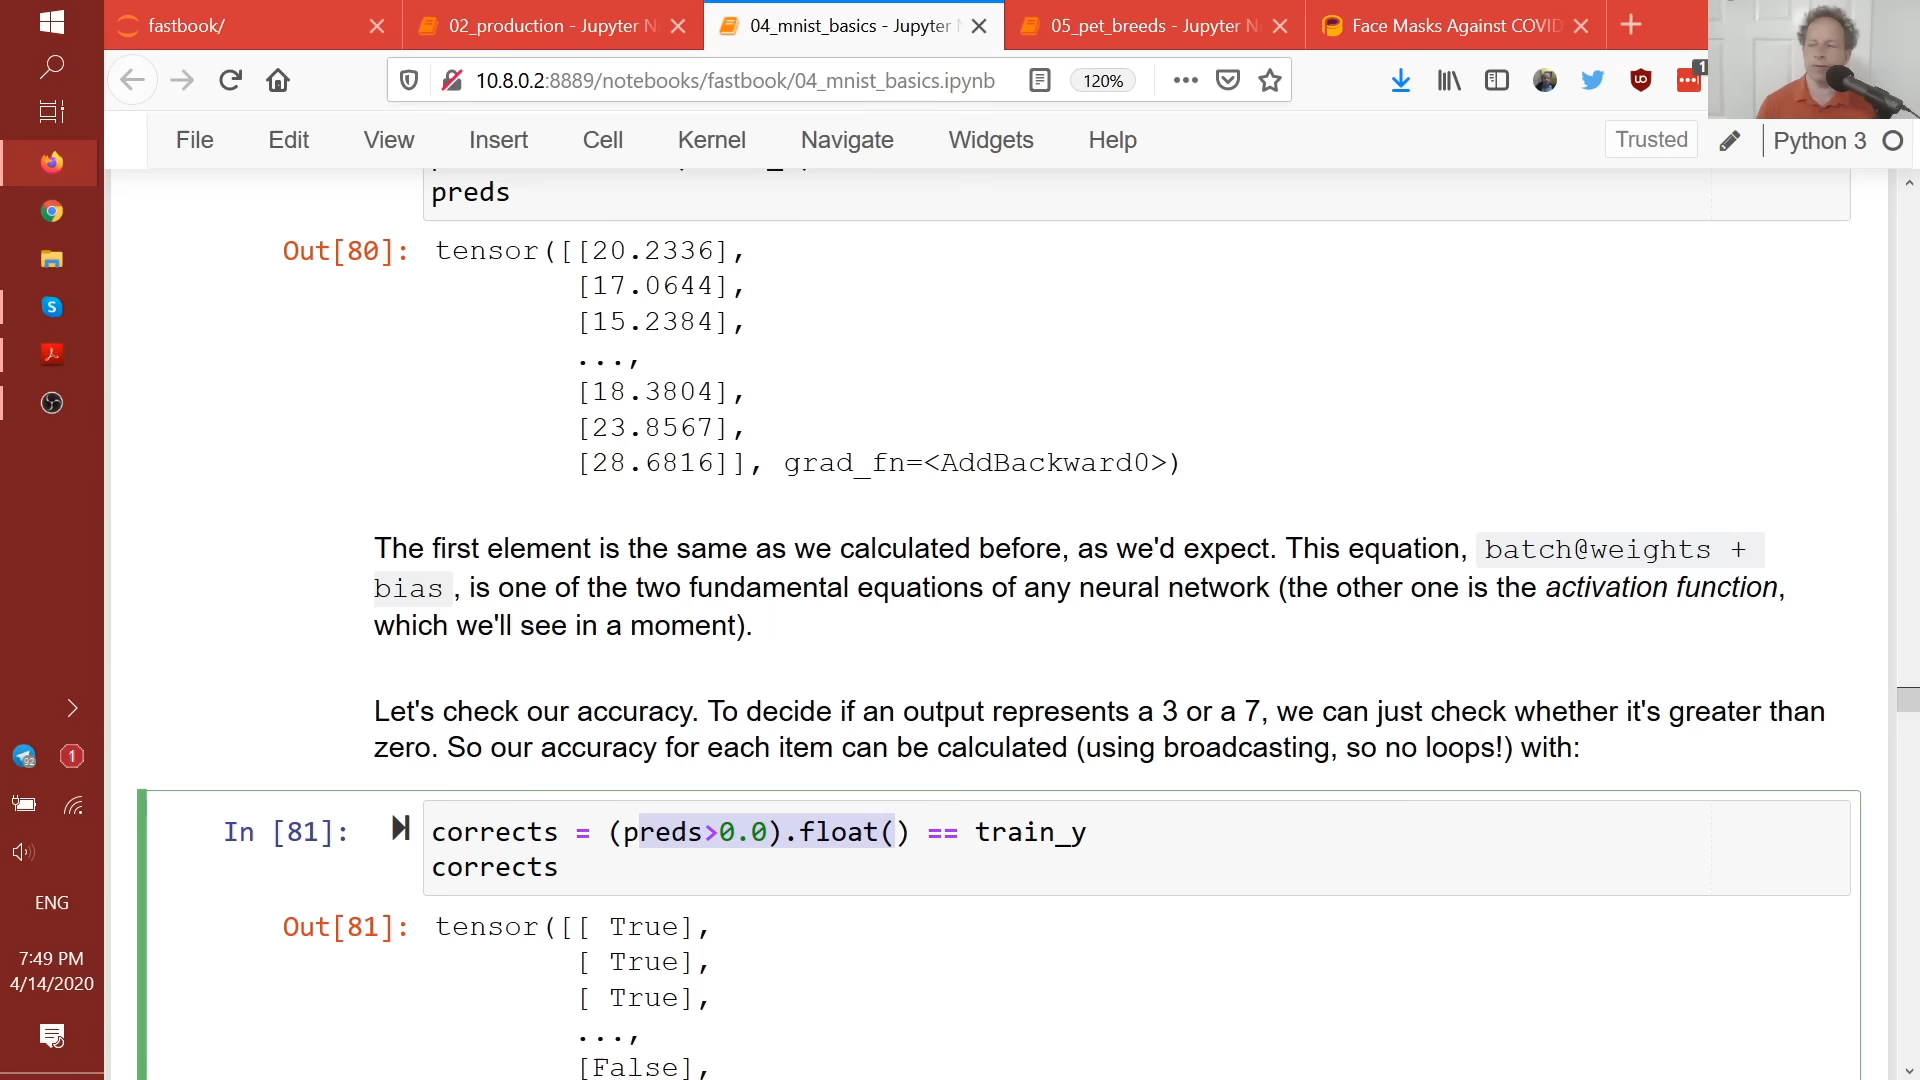 fastbook/
02_production - Jupyter N
04_mnist_basics - Jupyter N
05_pet_breeds - Jupyter N
Face Masks Against COVID
10.8.0.2:8889/notebooks/fastbook/04_mnist_basics.ipynb
120%
1
File Edit View Insert Cell Kernel Navigate Widgets Help
Trusted
Python 3
preds
Out[80]: tensor([[20.2336],
[17.0644],
[15.2384],
...,
[18.3804],
[23.8567],
[28.6816]], grad_fn=<AddBackward0>)
The first element is the same as we calculated before, as we'd expect. This equation, batch@weights +
bias , is one of the two fundamental equations of any neural network (the other one is the activation function,
which we'll see in a moment).
Let's check our accuracy. To decide if an output represents a 3 or a 7, we can just check whether it's greater than
zero. So our accuracy for each item can be calculated (using broadcasting, so no loops!) with:
In [81]: corrects = (preds>0.0).float() == train_y
corrects
Out[81]: tensor([[ True],
[ True],
[ True],
...,
[False],
92
1
ENG
7:49 PM
4/14/2020